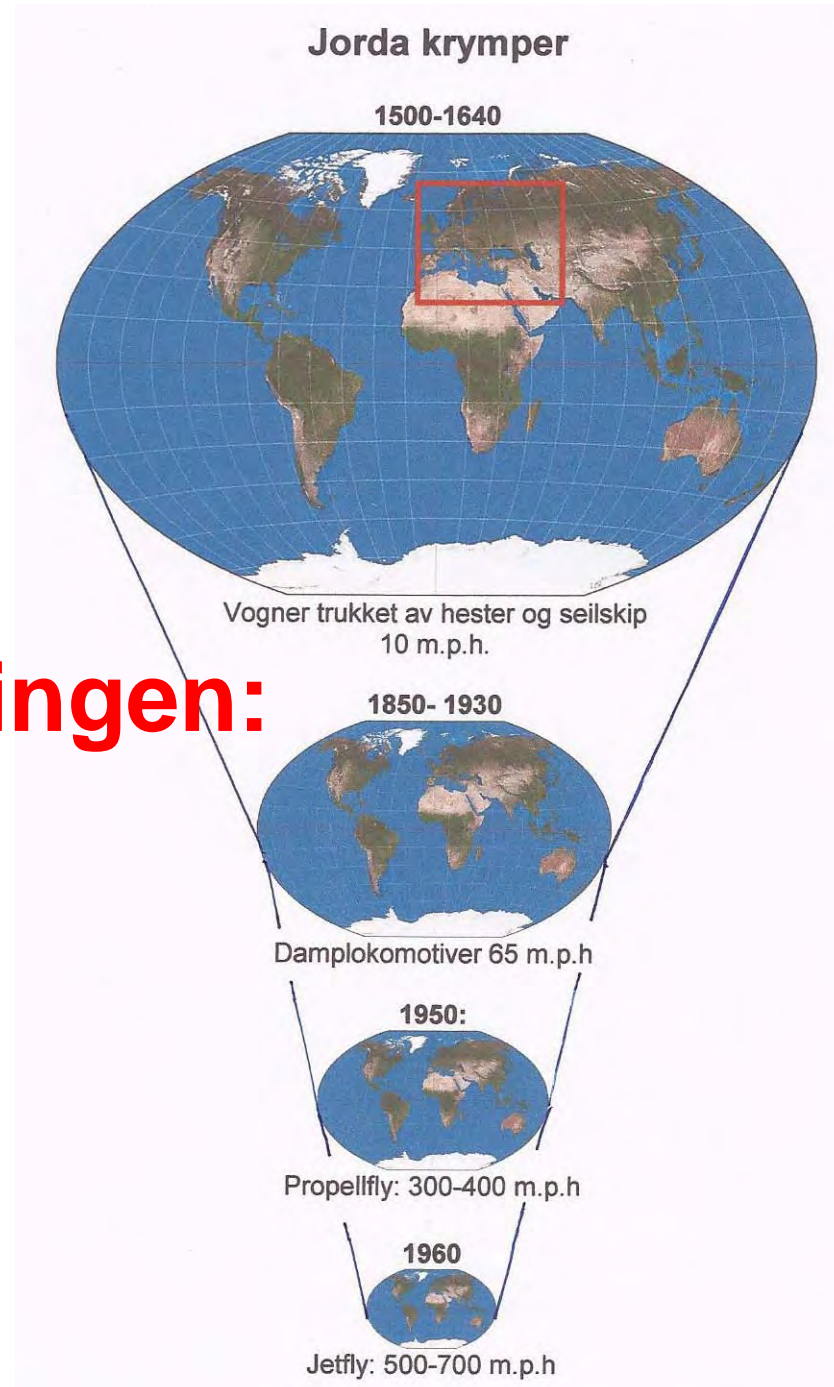 Jorda krymper
1500-1640
Vogner trukket av hester og seilskip
10 m.p.h.
ingen:
1850- 1930
Damplokomotiver 65 m.p.h
1950:
Propellfly: 300-400 m.p.h
1960
Jetfly: 500-700 m.p.h